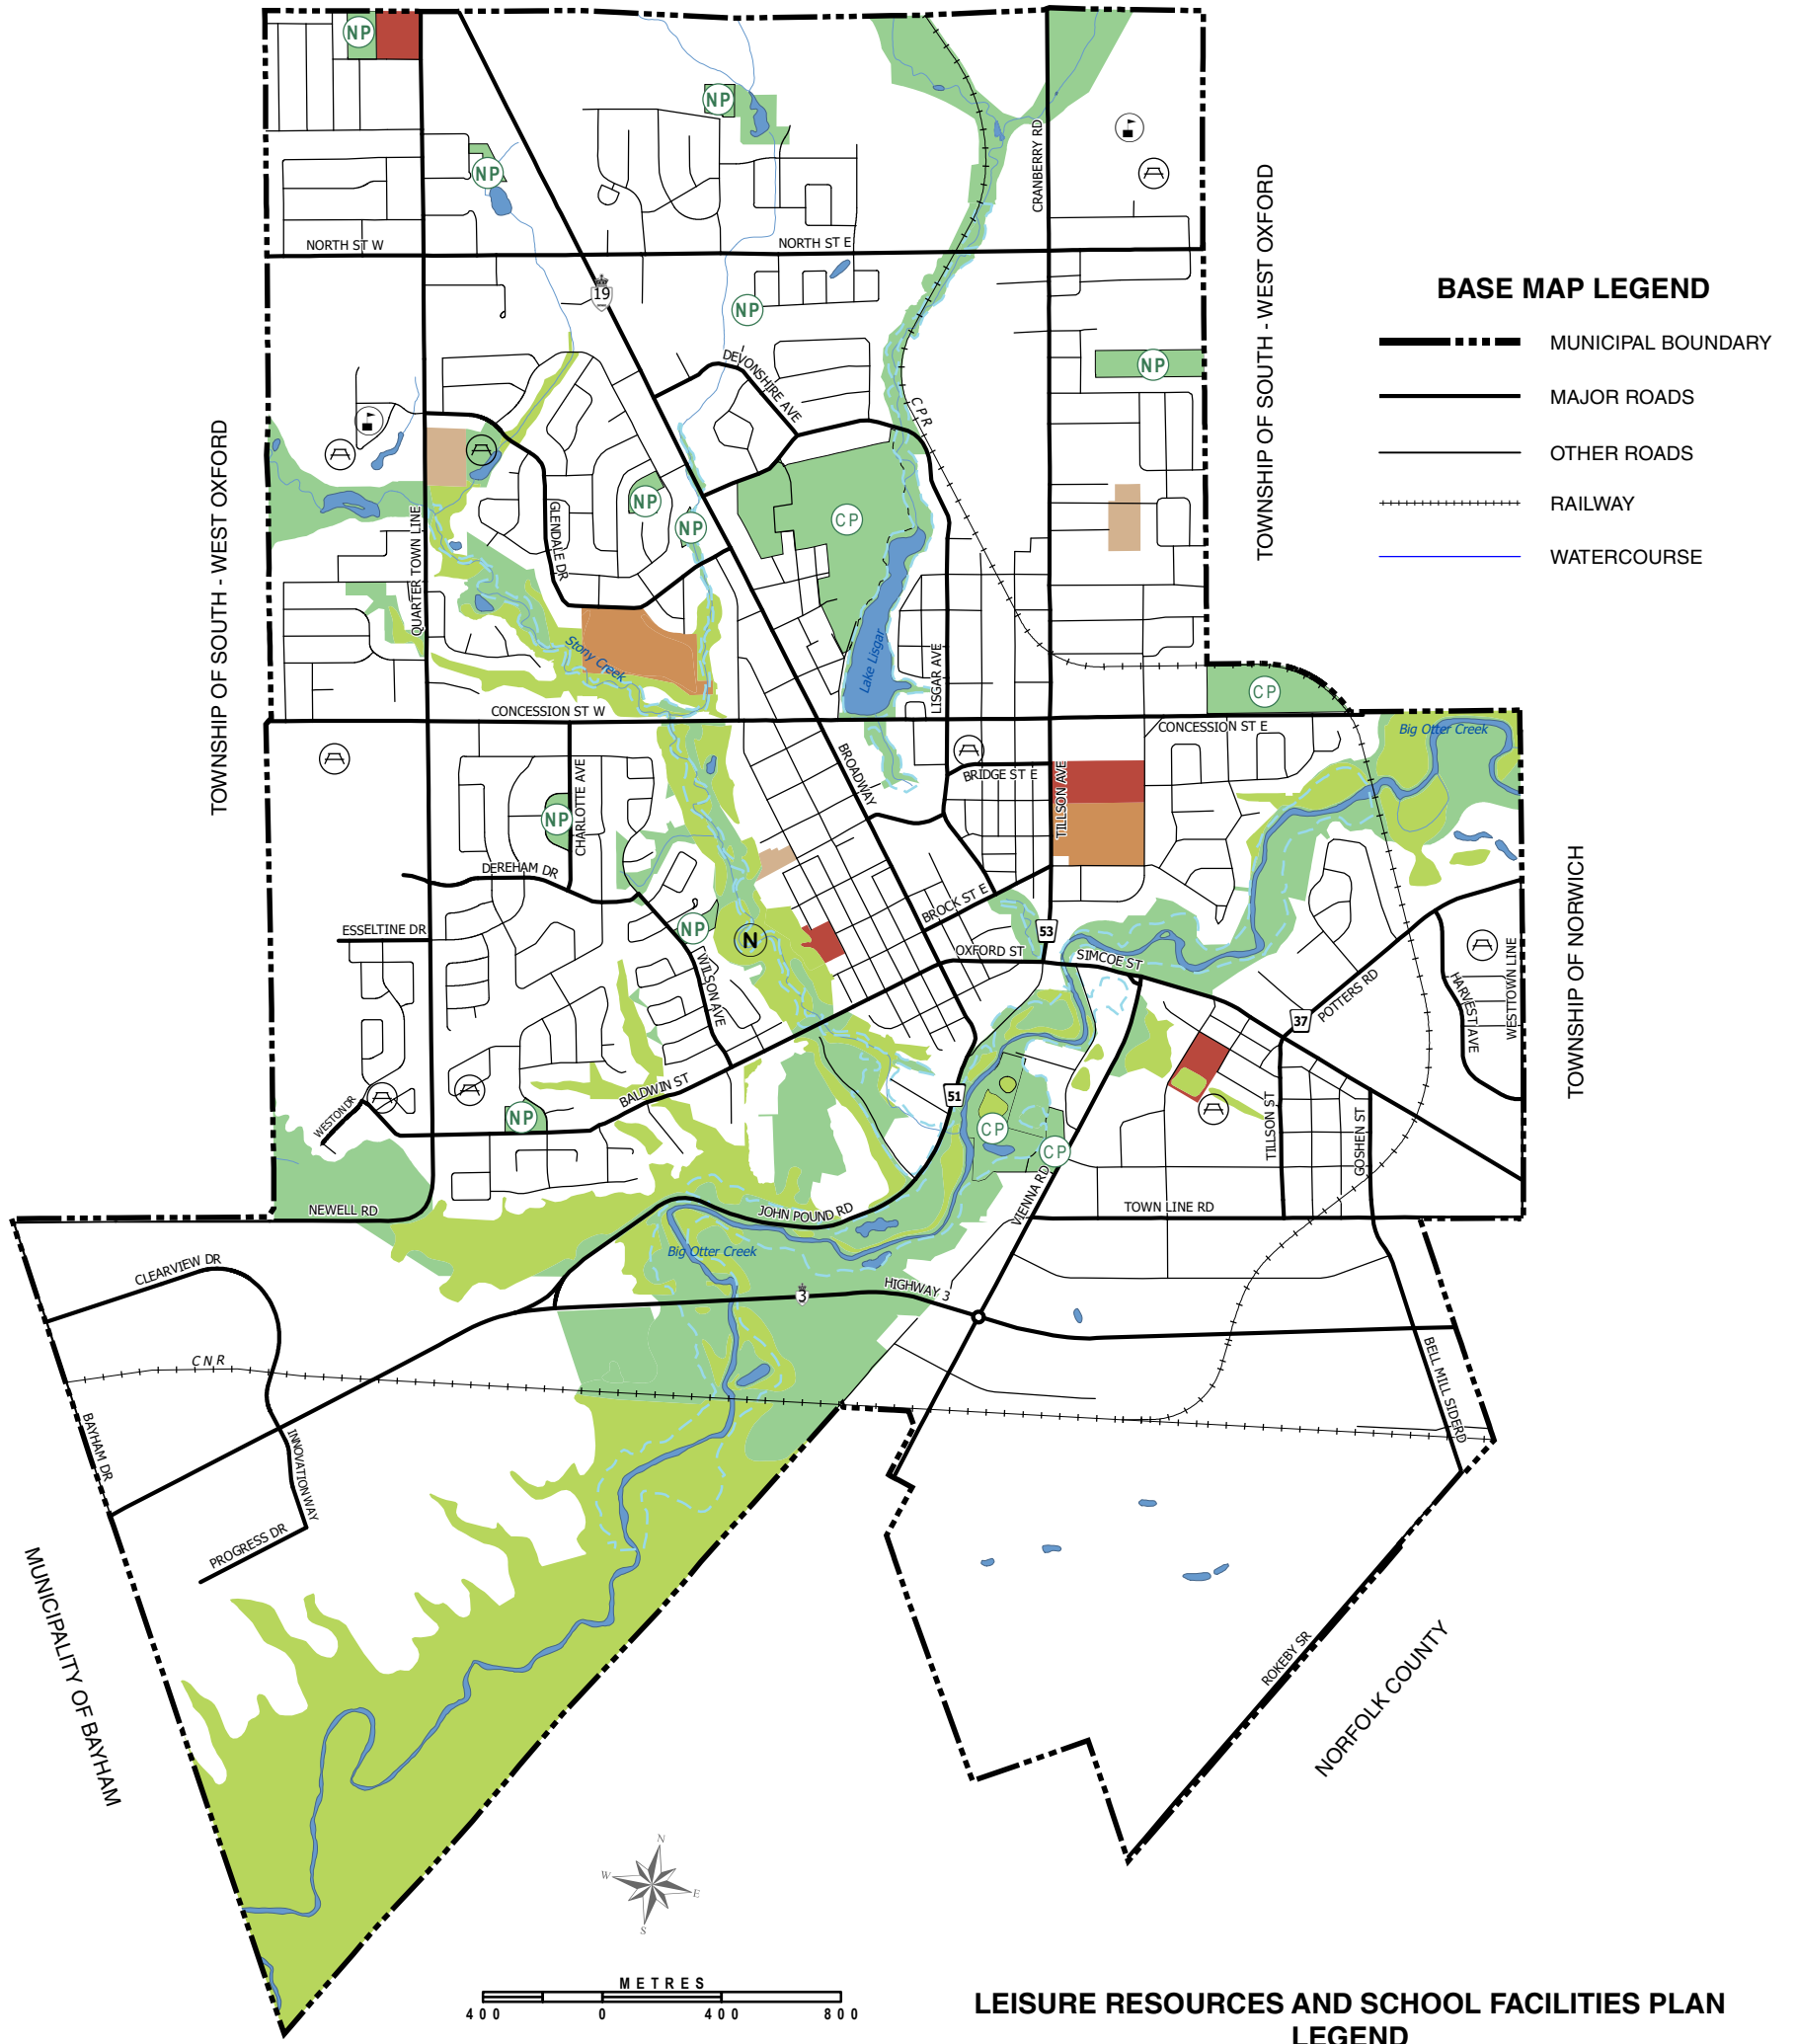 NP
NP
NP
CRANBERRY RD
NORTH ST W
NORTH ST E
19
NP
TOWNSHIP OF SOUTH - WEST OXFORD
BASE MAP LEGEND
MUNICIPAL BOUNDARY
MAJOR ROADS
OTHER ROADS
RAILWAY
WATERCOURSE
DEVONSHIRE AVE
NP
CPR
TOWNSHIP OF SOUTH - WEST OXFORD
QUARTER TOWN LINE
GLENDALE DR
NP
NP
CP
Stony Creek
Lake Lisgar
LISGAR AVE
CP
CONCESSION ST W
CONCESSION ST E
Big Otter Creek
BROADWAY
BRIDGE ST E
TILLSON AVE
CHARLOTTE AVE
NP
DEREHAM DR
BROCK ST E
ESSELTINE DR
NP
N
WILSON AVE
53
OXFORD ST
SIMCOE ST
37
POTTERS RD
HARVEST AVE
WESTTOWN LINE
TOWNSHIP OF NORWICH
WESTON DR
BALDWIN ST
NP
51
CP
CP
TILLSON ST
GOSHEN ST
VIENNA RD
TOWN LINE RD
NEWELL RD
JOHN POUND RD
Big Otter Creek
CLEARVIEW DR
3
HIGHWAY 3
CNR
BAYHAM DR
INNOVATION WAY
PROGRESS DR
BELL MILL SIDERD
MUNICIPALITY OF BAYHAM
ROKEBY SR
NORFOLK COUNTY
N
W
E
S
METRES
400 0 400 800
LEISURE RESOURCES AND SCHOOL FACILITIES PLAN
LEGEND